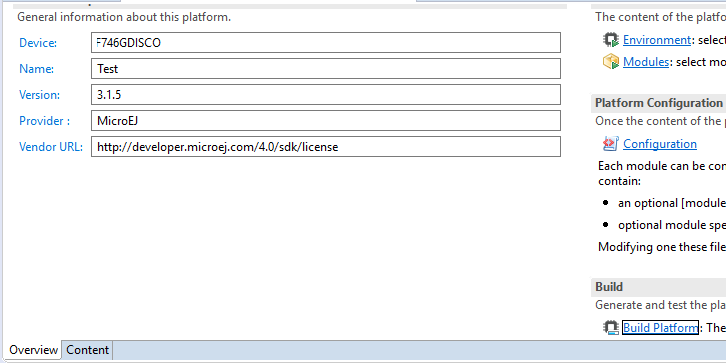 General information about this platform.
Device: F746GDISCO
Name: Test
Version: 3.1.5
Provider : MicroEJ
Vendor URL: http://developer.microej.com/4.0/sdk/license
The content of the platfo
Environment: select
Modules: select mo
Platform Configuration
Once the content of the p
Configuration
Each module can be con
contain:
• an optional [module
• optional module spe
Modifying one these file
Build
Generate and test the pla
Build Platform: The
Overview Content